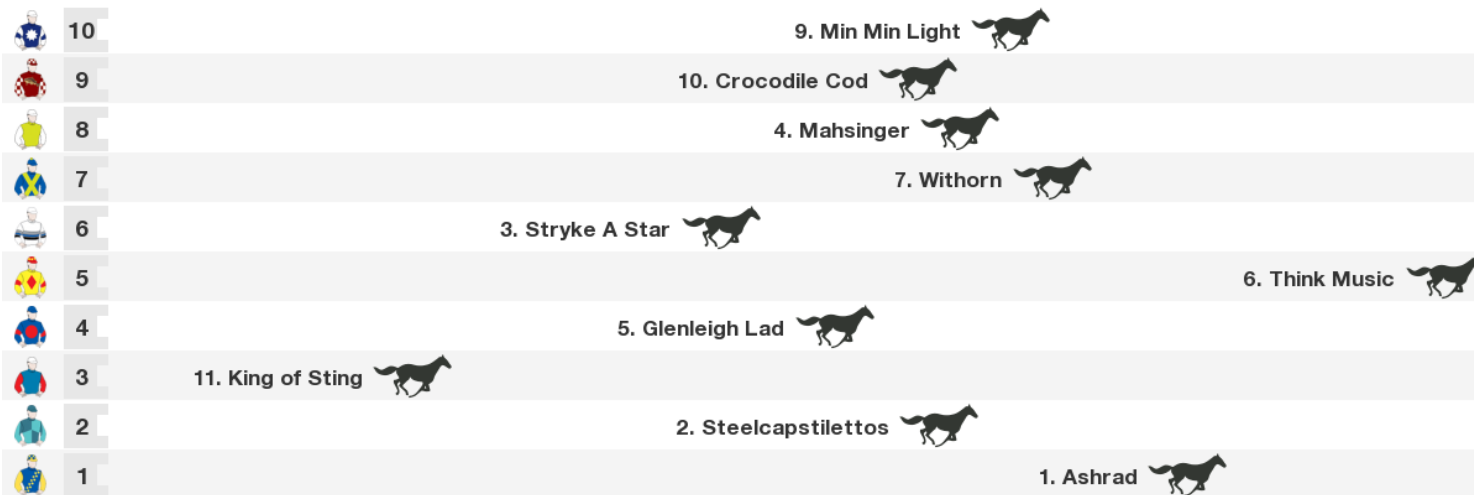 10 9. Min Min Light
9 10. Crocodile Cod
8 4. Mahsinger
7 7. Withorn
6 3. Stryke A Star
5 6. Think Music
4 5. Glenleigh Lad
3 11. King of Sting
2 2. Steelcapstilettos
1 1. Ashrad